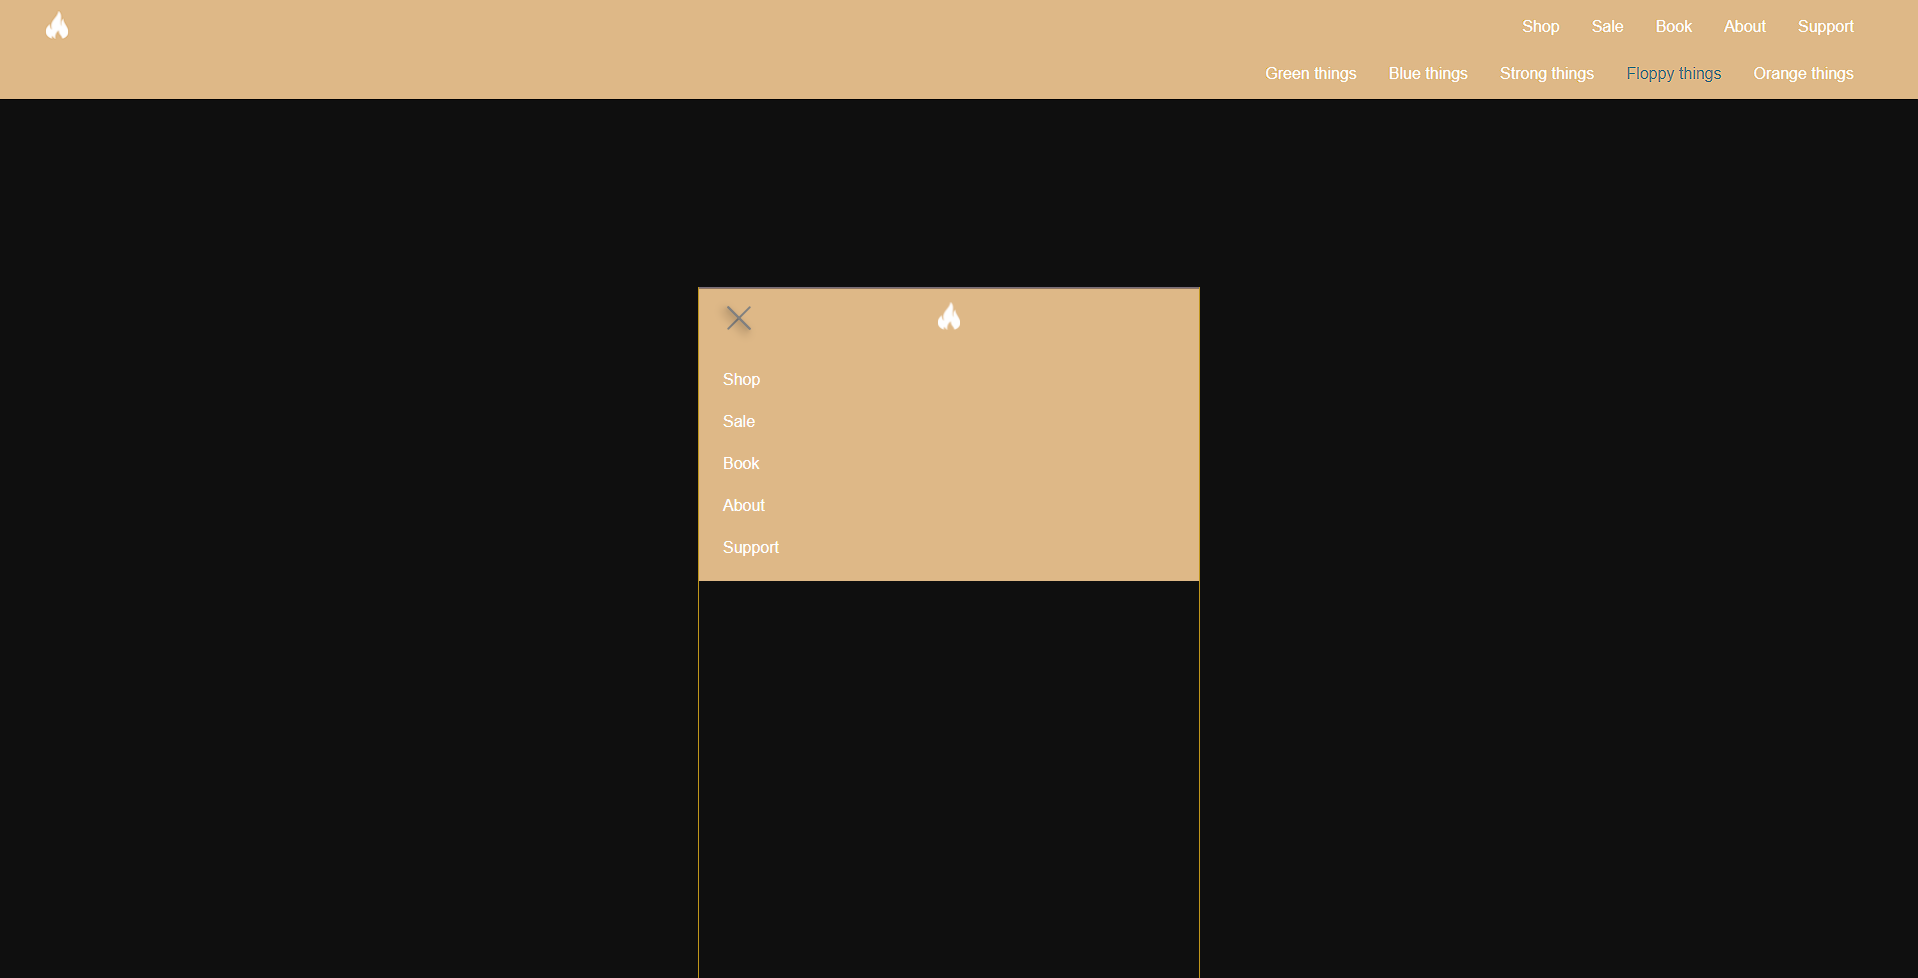 Shop Sale Book About Support
Green things Blue things Strong things Floppy things Orange things
Shop
Sale
Book
About
Support